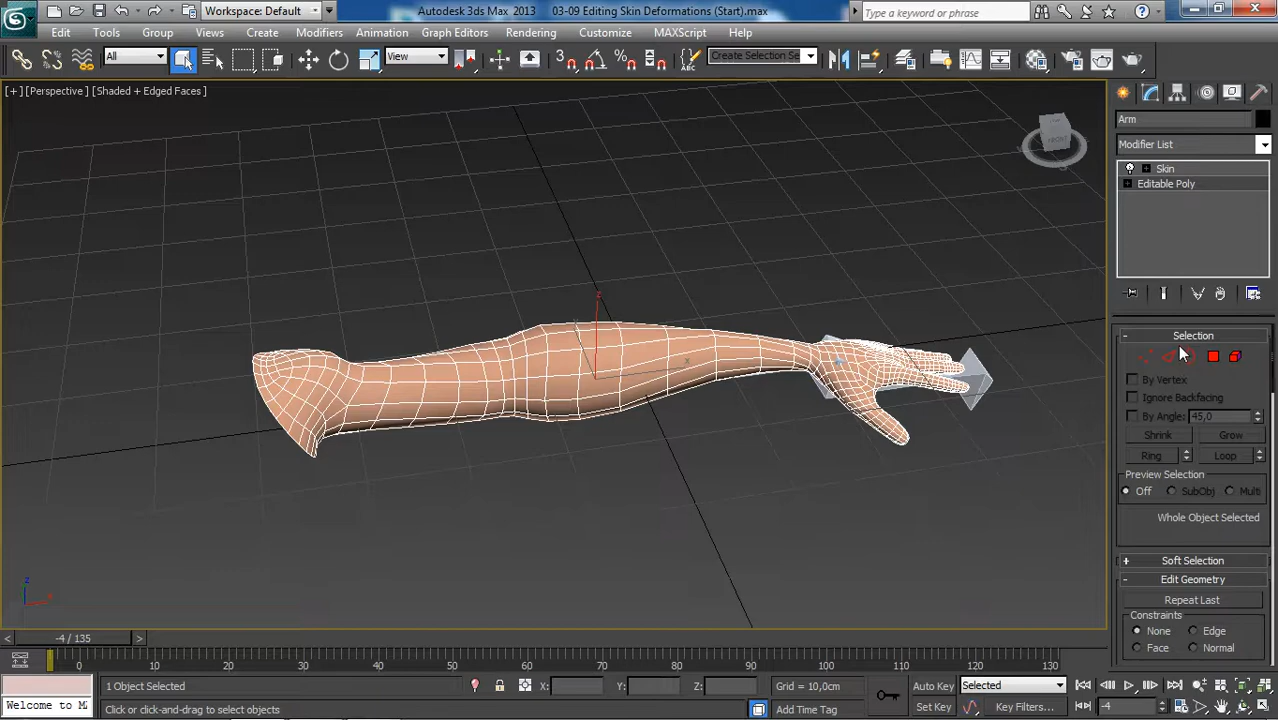 Workspace: Default
Autodesk 3ds Max 2013
03-09 Editing Skin Deformations (Start).max
Type a keyword or phrase
Edit Tools Group Views Create Modifiers Animation Graph Editors Rendering Customize MAXScript Help
All
View
Create Selection Se
[+] [Perspective] [Shaded + Edged Faces]
Arm
Modifier List
Skin
Editable Poly
Selection
By Vertex
Ignore Backfacing
By Angle: 45,0
Shrink Grow
Ring Loop
Preview Selection
Off SubObj Multi
Whole Object Selected
Soft Selection
Edit Geometry
Repeat Last
Constraints
None Edge
Face Normal
-4 / 135
0 10 20 30 40 50 60 70 80 90 100 110 120 130
1 Object Selected
X: Y: Z:
Grid = 10,0cm
Auto Key
Selected
-4
Welcome to M
Click or click-and-drag to select objects
Add Time Tag
Set Key
Key Filters...